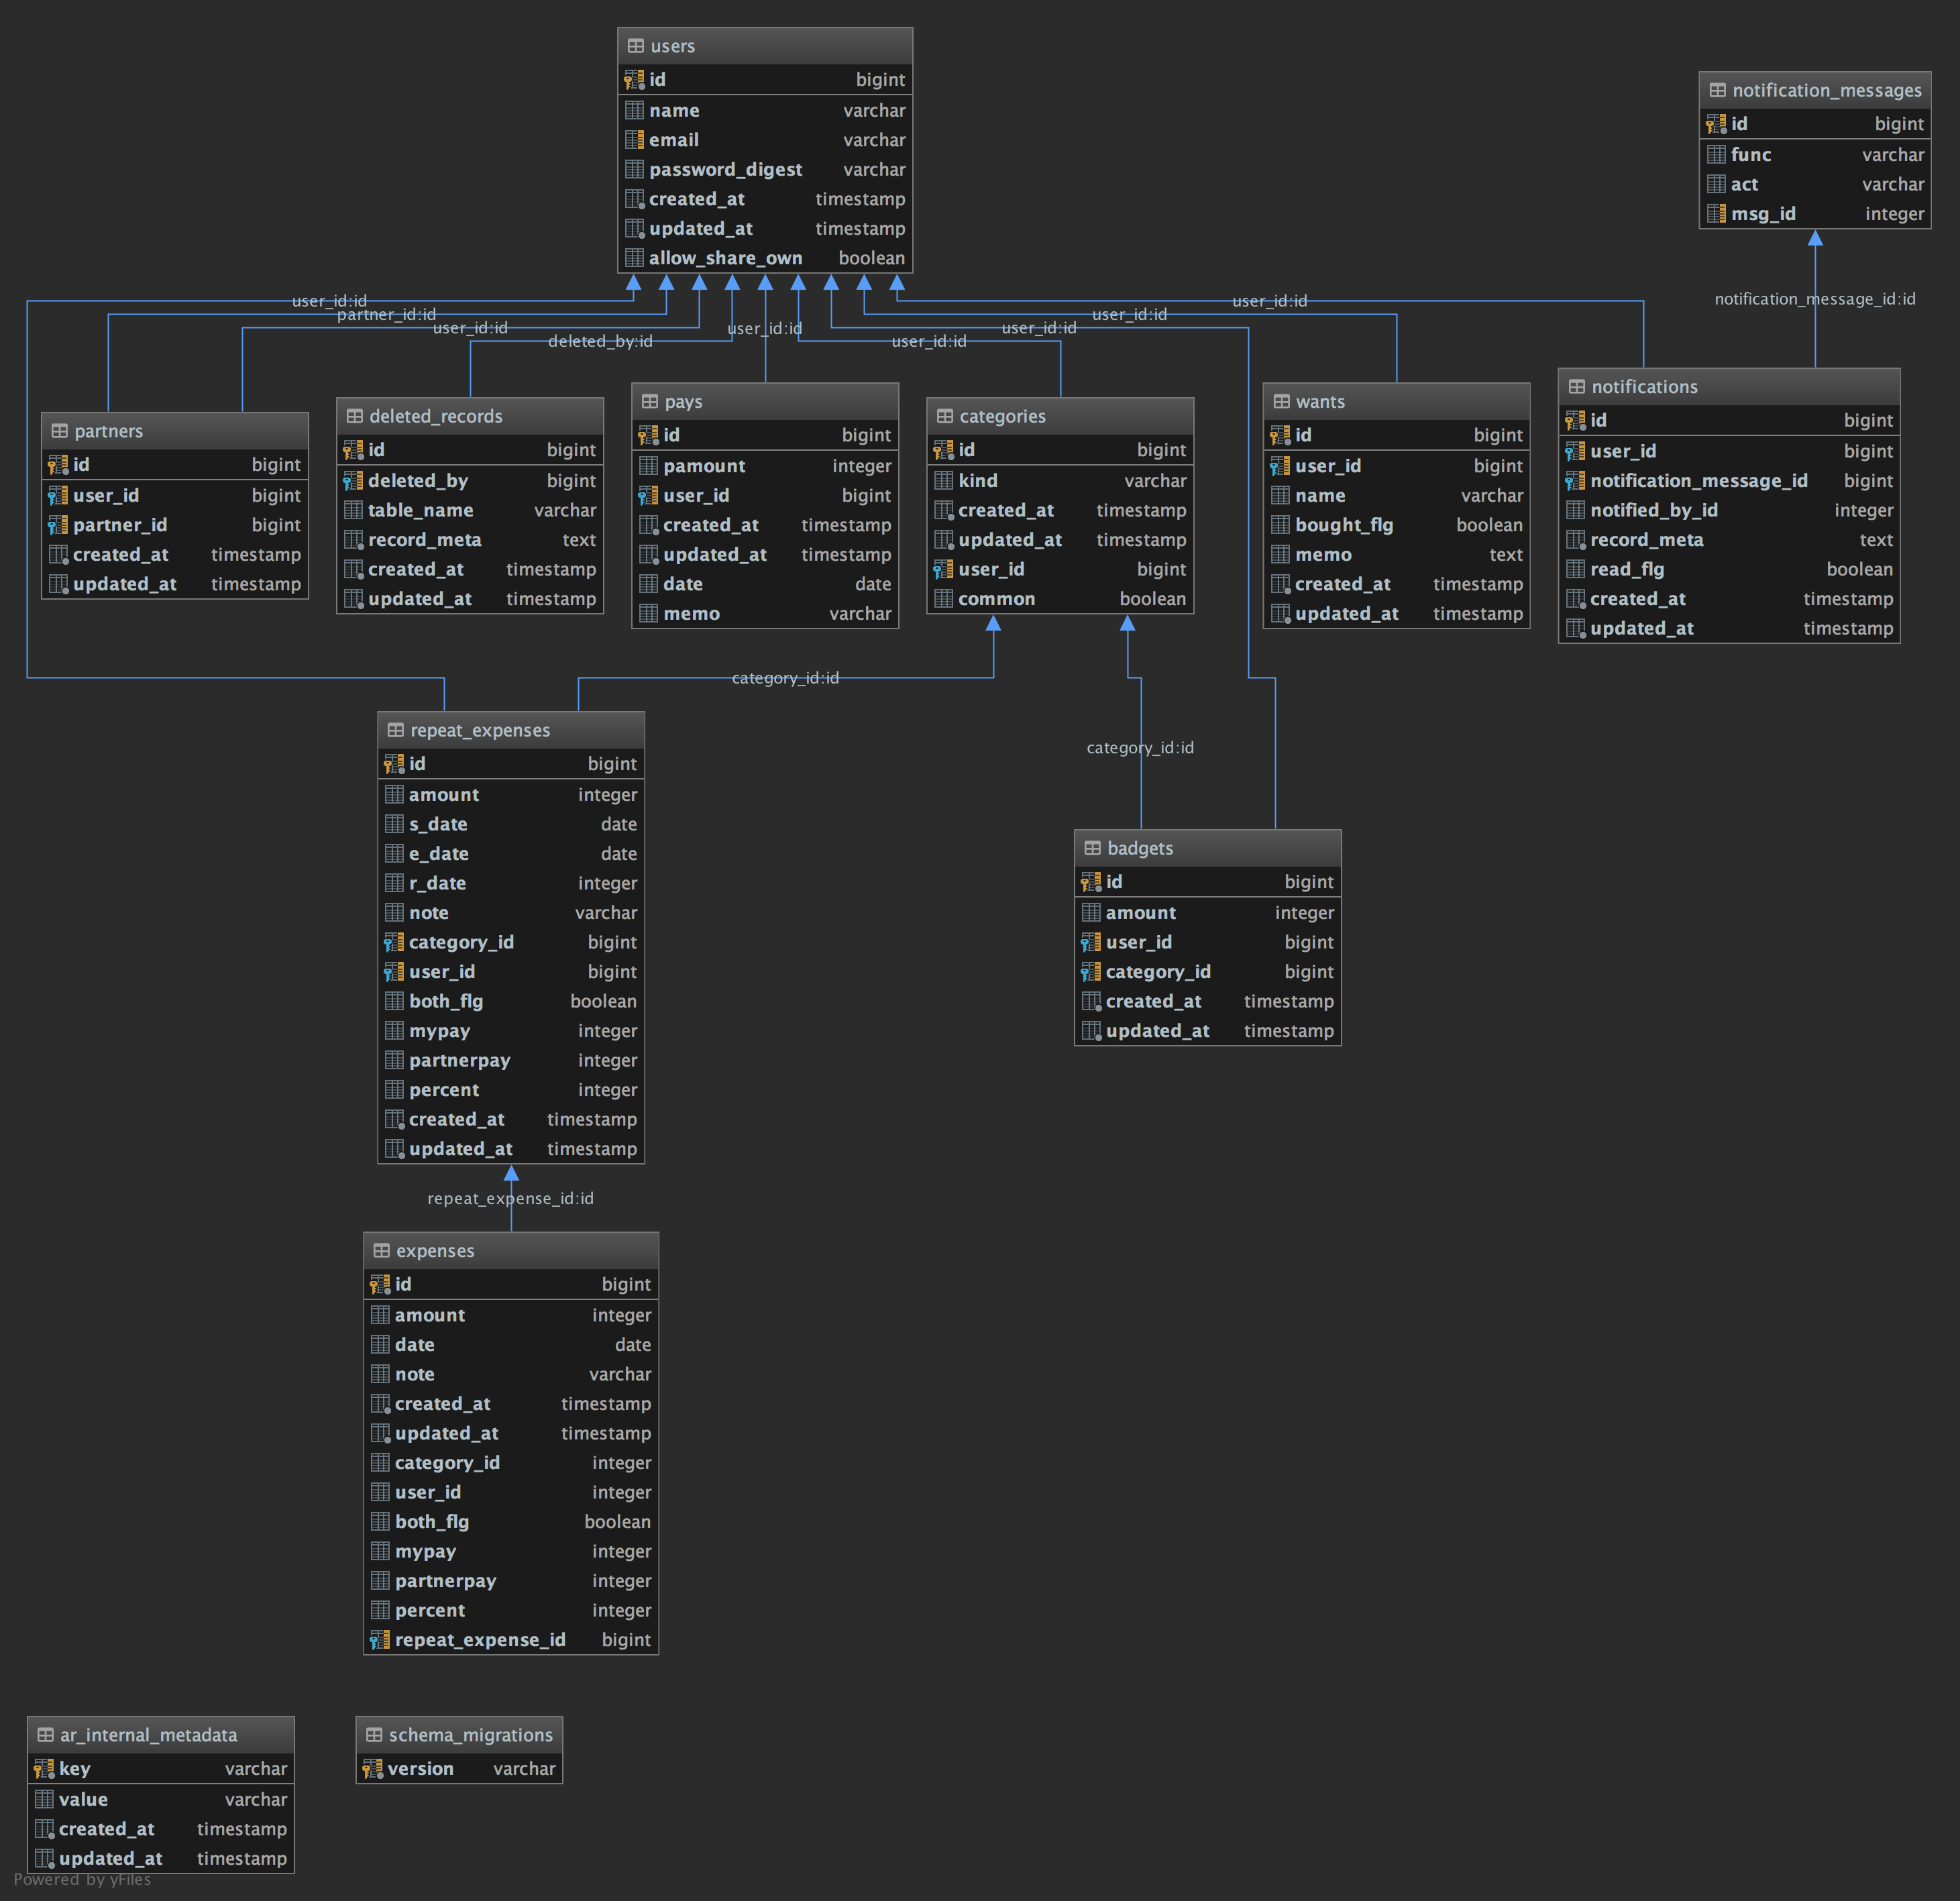 users
id bigint
name varchar
email varchar
password_digest varchar
created_at timestamp
updated_at timestamp
allow_share_own boolean
notification_messages
id bigint
func varchar
act varchar
msg_id integer
user_id:id
partner_id:id
user_id:id
deleted_by:id
user_id:id
user_id:id
user_id:id
user_id:id
user_id:id
notification_message_id:id
partners
id bigint
user_id bigint
partner_id bigint
created_at timestamp
updated_at timestamp
deleted_records
id bigint
deleted_by bigint
table_name varchar
record_meta text
created_at timestamp
updated_at timestamp
pays
id bigint
pamount integer
user_id bigint
created_at timestamp
updated_at timestamp
date date
memo varchar
categories
id bigint
kind varchar
created_at timestamp
updated_at timestamp
user_id bigint
common boolean
wants
id bigint
user_id bigint
name varchar
bought_flg boolean
memo text
created_at timestamp
updated_at timestamp
notifications
id bigint
user_id bigint
notification_message_id bigint
notified_by_id integer
record_meta text
read_flg boolean
created_at timestamp
updated_at timestamp
category_id:id
category_id:id
repeat_expenses
id bigint
amount integer
s_date date
e_date date
r_date integer
note varchar
category_id bigint
user_id bigint
both_flg boolean
mypay integer
partnerpay integer
percent integer
created_at timestamp
updated_at timestamp
badgets
id bigint
amount integer
user_id bigint
category_id bigint
created_at timestamp
updated_at timestamp
repeat_expense_id:id
expenses
id bigint
amount integer
date date
note varchar
created_at timestamp
updated_at timestamp
category_id integer
user_id integer
both_flg boolean
mypay integer
partnerpay integer
percent integer
repeat_expense_id bigint
ar_internal_metadata
key varchar
value varchar
created_at timestamp
updated_at timestamp
schema_migrations
version varchar
Powered by yFiles